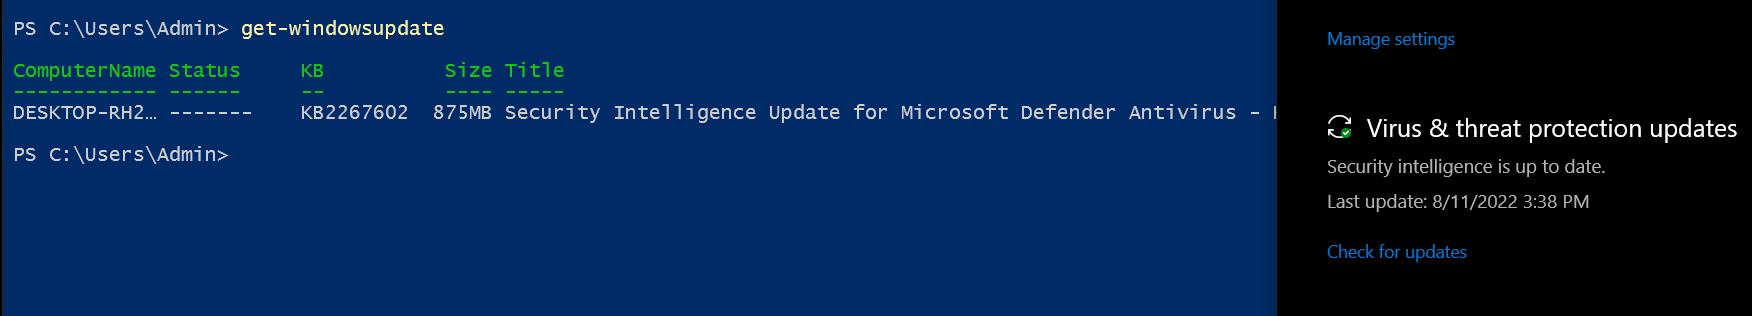 PS C:\Users\Admin> get-windowsupdate
ComputerName Status KB Size Title
------------ ------ -- ---- -----
DESKTOP-RH2… ------- KB2267602 875MB Security Intelligence Update for Microsoft Defender Antivirus -
PS C:\Users\Admin>
Manage settings
Virus & threat protection updates
Security intelligence is up to date.
Last update: 8/11/2022 3:38 PM
Check for updates